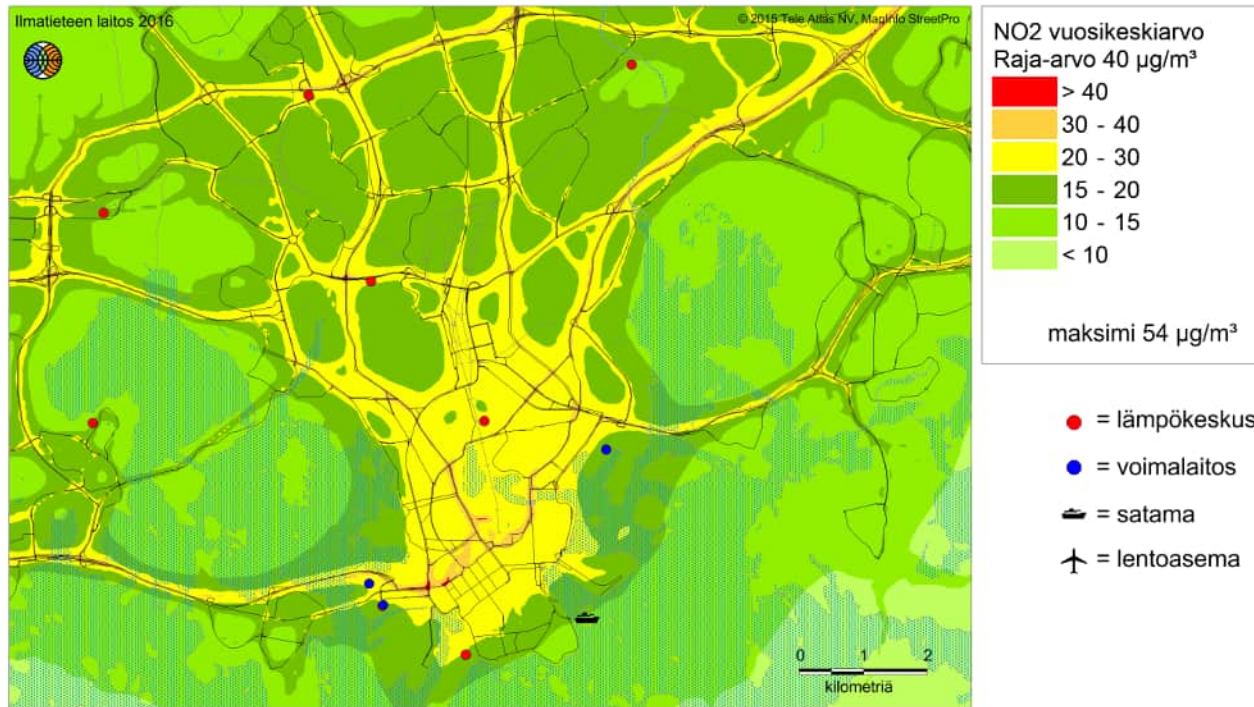 Ilmatieteen laitos 2016
© 2015 Tele Atlas NV, MapInfo StreetPro
NO2 vuosikeskiarvo
Raja-arvo 40 µg/m³
> 40
30 - 40
20 - 30
15 - 20
10 - 15
< 10
maksimi 54 µg/m³
= lämpökeskus
= voimalaitos
= satama
= lentoasema
0 1 2
kilometriä